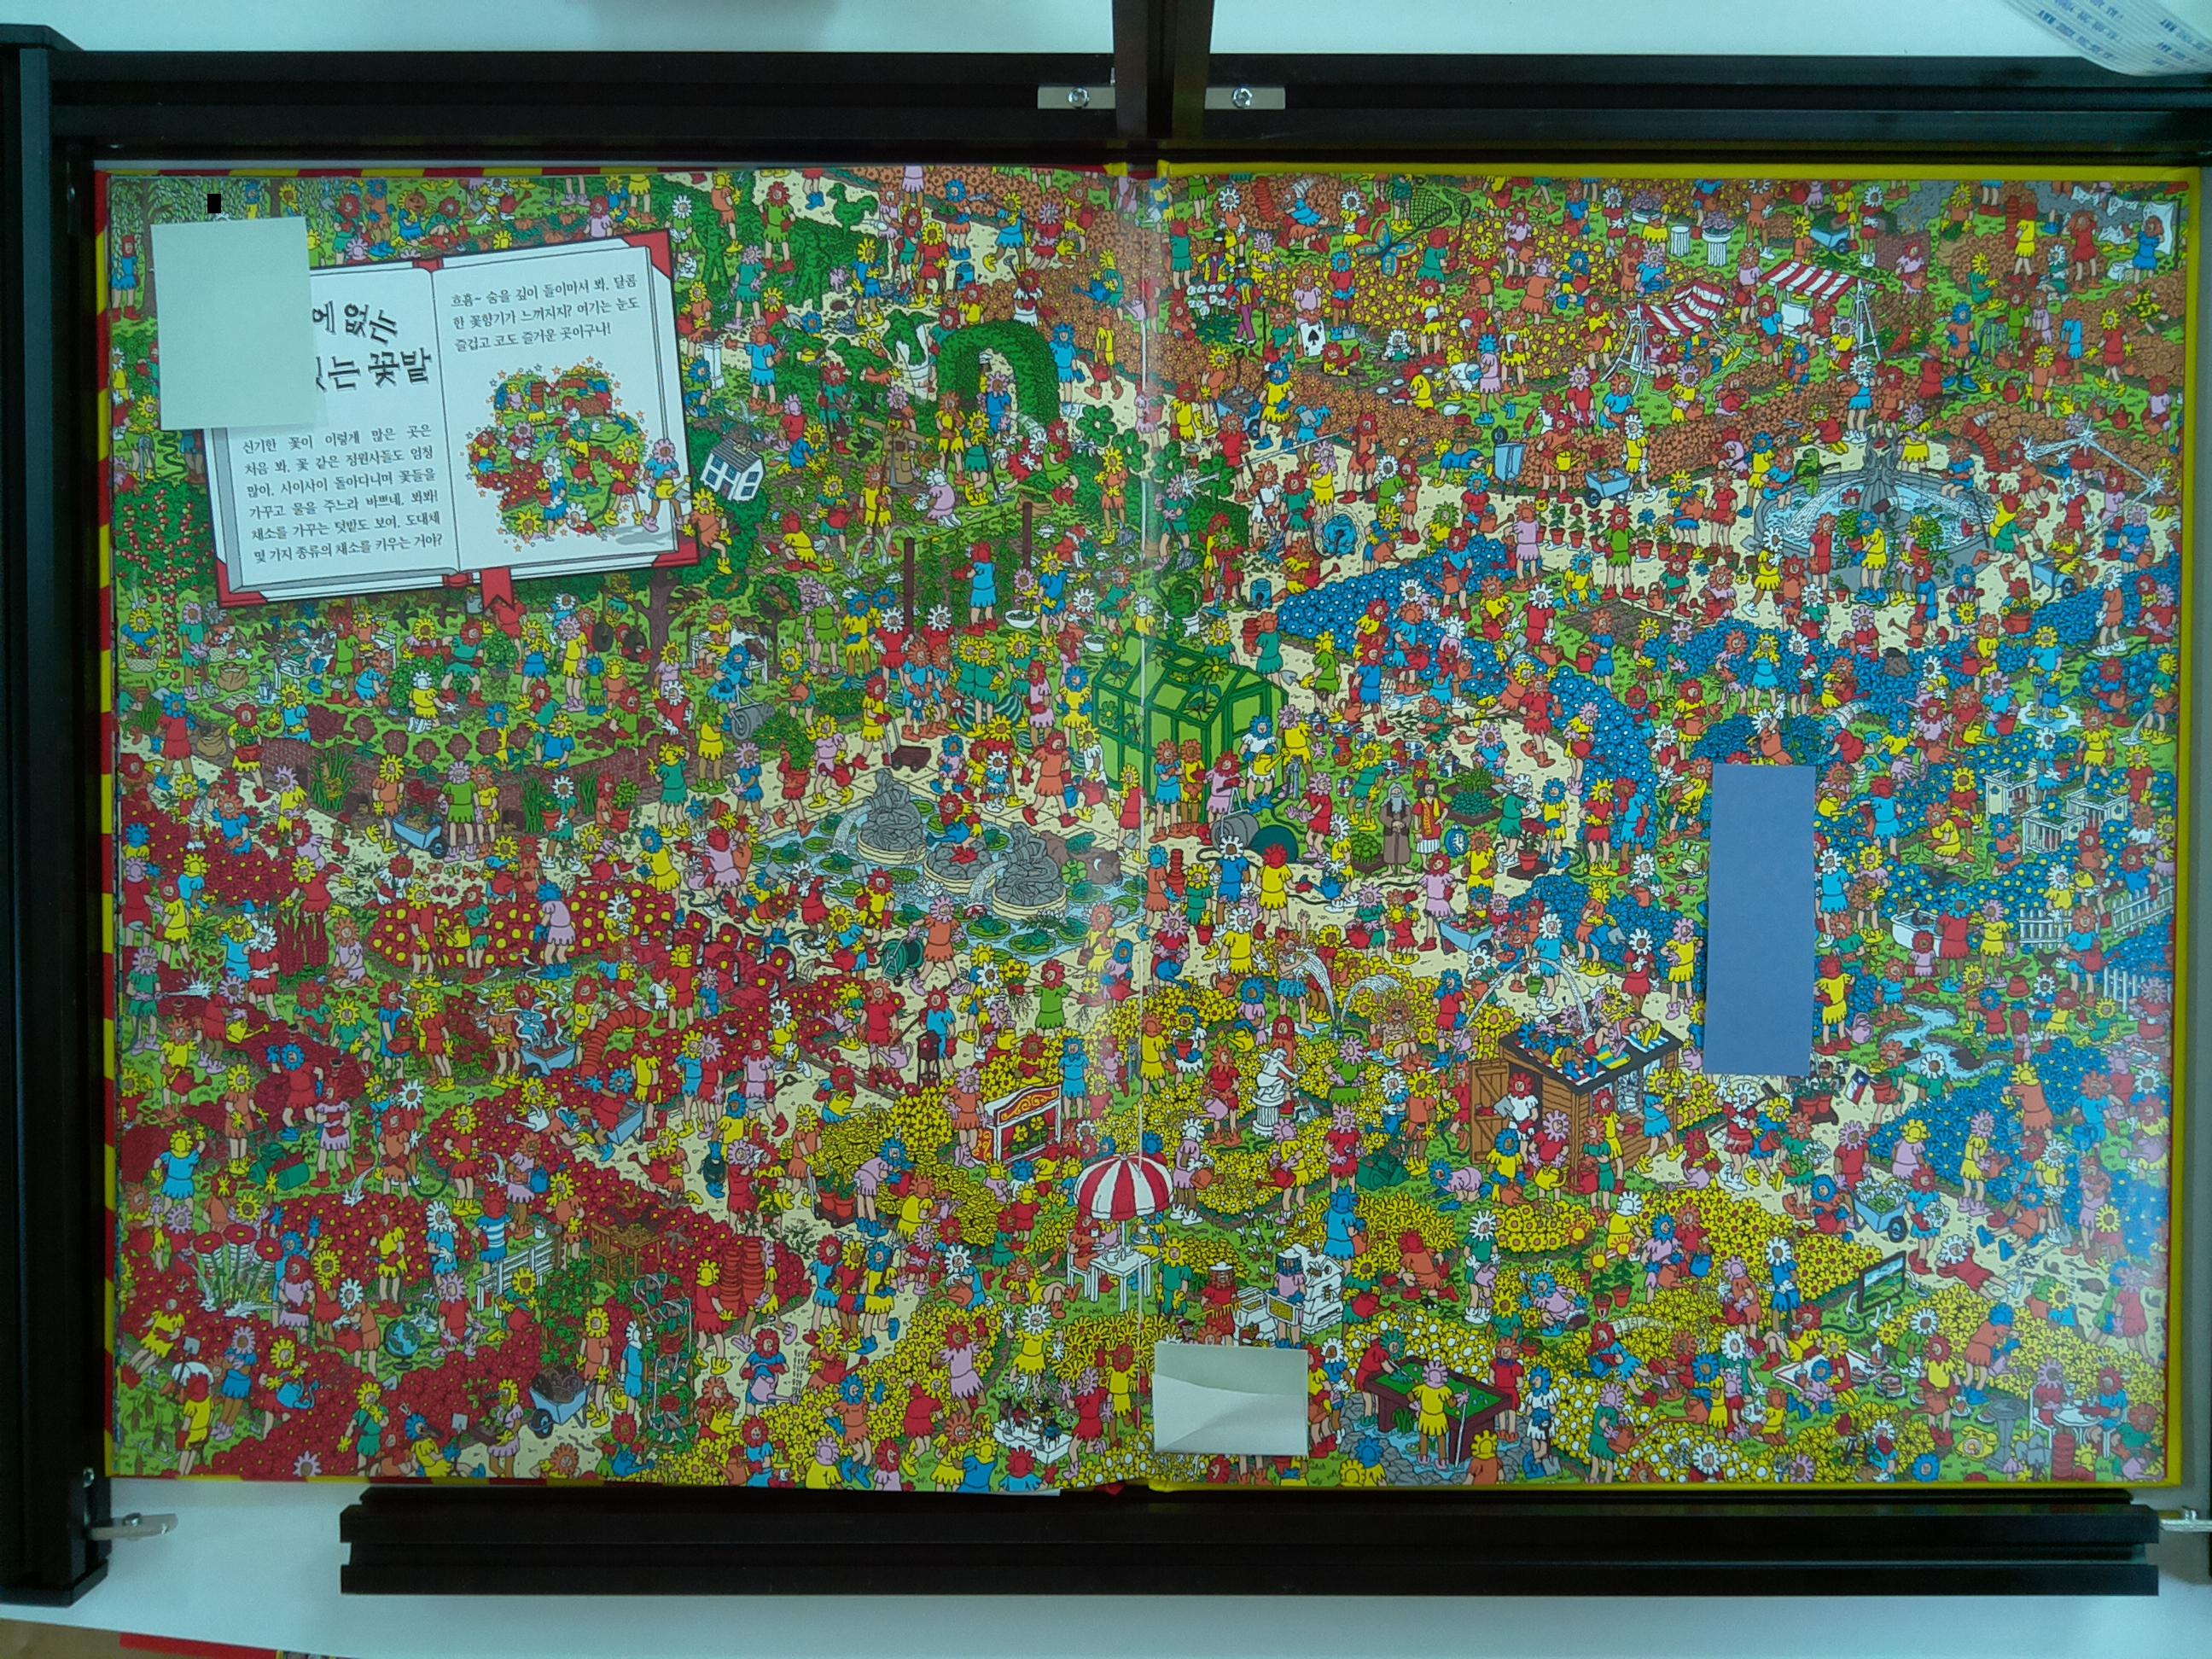 에 없는
는 꽃밭
신기한 꽃이 이렇게 많은 곳은
처음 봐. 꽃 같은 정원사들도 엄청
많아. 사이사이 돌아다니며 꽃들을
가꾸고 물을 주느라 바쁘네. 봐봐!
채소를 가꾸는 텃밭도 보여. 도대체
몇 가지 종류의 채소를 키우는 거야?
흐흠~ 숨을 깊이 들이마셔 봐. 달콤
한 꽃향기가 느껴지지? 여기는 눈도
즐겁고 코도 즐거운 곳이구나!